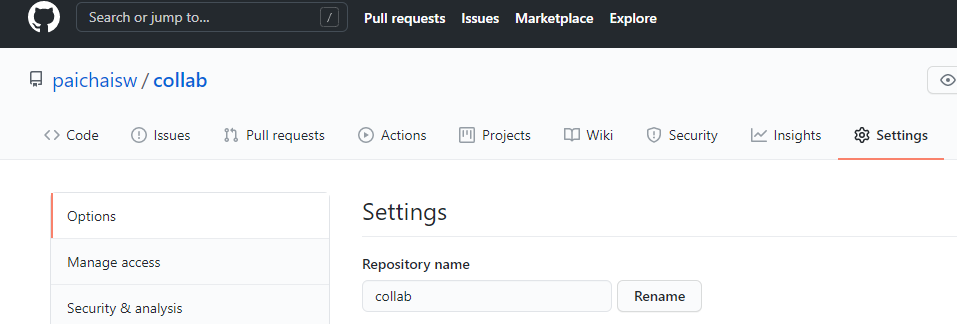 Search or jump to... /
Pull requests Issues Marketplace Explore
paichaisw / collab
Code Issues Pull requests Actions Projects Wiki Security Insights Settings
Options
Manage access
Security & analysis
Settings
Repository name
collab Rename